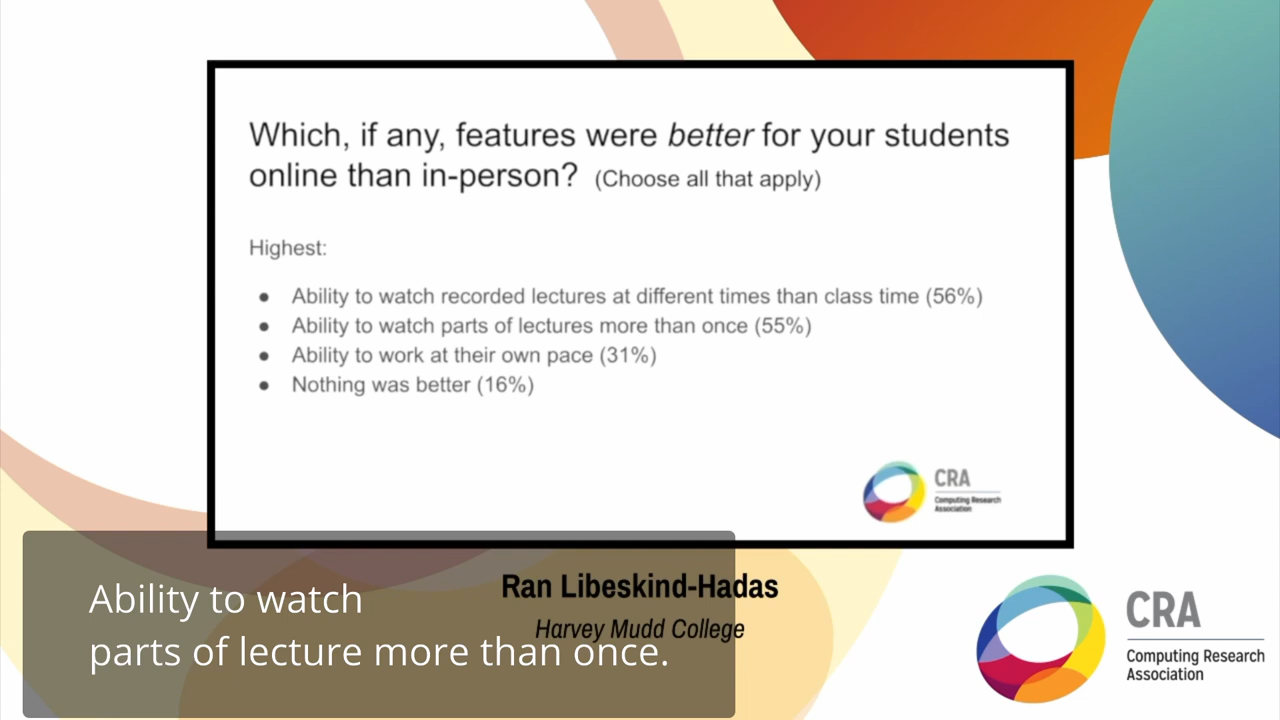 Which, if any, features were better for your students
online than in-person? (Choose all that apply)
Highest:
● Ability to watch recorded lectures at different times than class time (56%)
● Ability to watch parts of lectures more than once (55%)
● Ability to work at their own pace (31%)
● Nothing was better (16%)
CRA
Computing Research
Association
Ran Libeskind-Hadas
Harvey Mudd College
Ability to watch
parts of lecture more than once.
CRA
Computing Research
Association